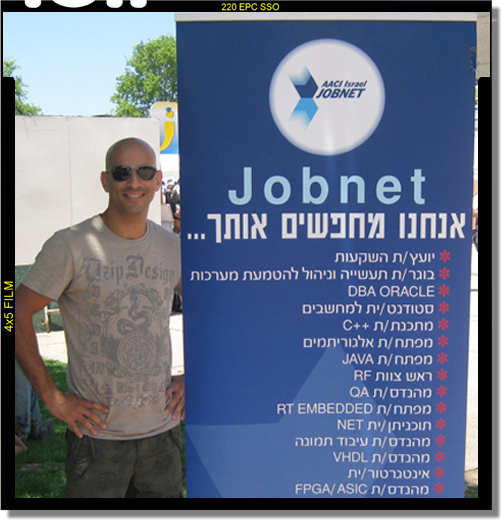 220 EPC SSO
AACI Israel
JOBNET
Jobnet
אנחנו מחפשים אותך...
יועץ/ת השקעות
בוגר/ת תעשייה וניהול להטמעת מערכות
DBA ORACLE
סטודנט/ית למחשבים
מתכנת/ת C++
מפתח/ת אלגוריתמים
מפתח/ת JAVA
ראש צוות RF
מהנדס/ת QA
מפתח/ת RT EMBEDDED
תוכניתן/ית NET
מהנדס/ת עיבוד תמונה
מהנדס/ת VHDL
אינטגרטור/ית
מהנדס/ת FPGA/ASIC
Yzip Design
4x5 FILM